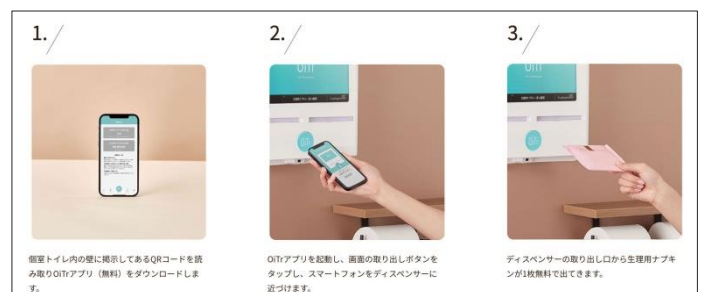 1.
個室トイレ内の壁に掲示してあるQRコードを読
み取りOiTrアプリ（無料）をダウンロードしま
す。
2.
OiTr
OiTrアプリを起動し、画面の取り出しボタンを
タップし、スマートフォンをディスペンサーに
近づけます。
3.
ディスペンサーの取り出し口から生理用ナプキ
ンが1枚無料で出てきます。